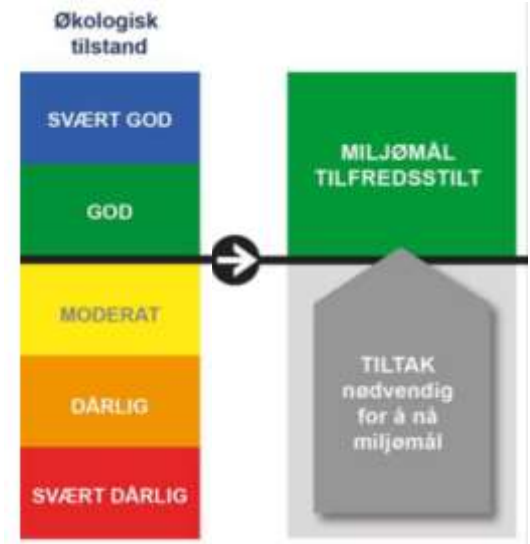 Økologisk
tilstand
SVÆRT GOD
GOD
MODERAT
DÅRLIG
SVÆRT DÅRLIG
MILJØMÅL
TILFREDSSTILT
TILTAK
nødvendig
for å nå
miljømål